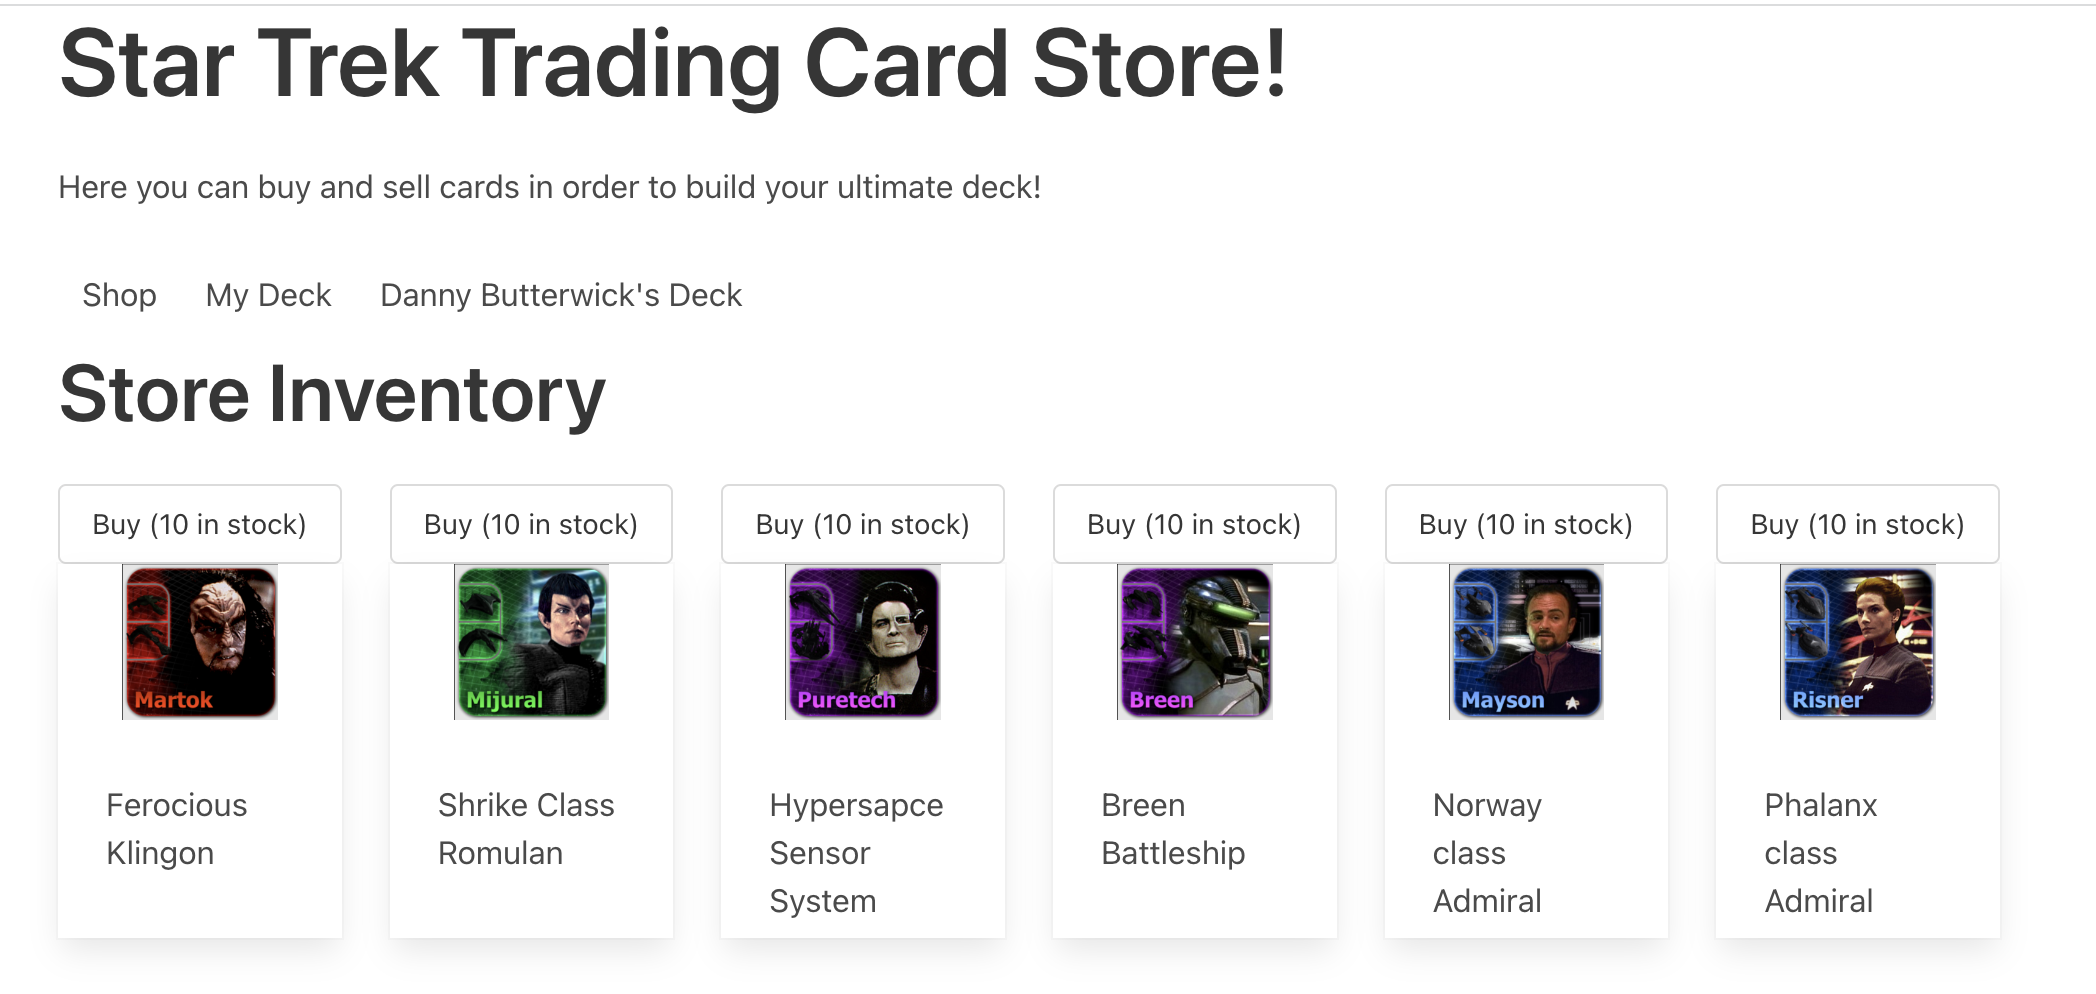 Star Trek Trading Card Store!
Here you can buy and sell cards in order to build your ultimate deck!
Shop My Deck Danny Butterwick's Deck
Store Inventory
Buy (10 in stock) Buy (10 in stock) Buy (10 in stock) Buy (10 in stock) Buy (10 in stock) Buy (10 in stock)
Martok Mijural Puretech Breen Mayson Risner
Ferocious
Klingon
Shrike Class
Romulan
Hypersapce
Sensor
System
Breen
Battleship
Norway
class
Admiral
Phalanx
class
Admiral